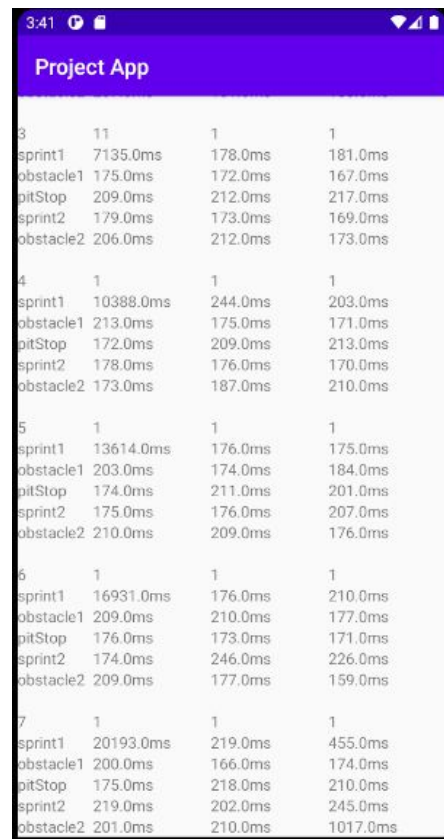 3:41
Project App
3 11 1 1
sprint1 7135.0ms 178.0ms 181.0ms
obstacle1 175.0ms 172.0ms 167.0ms
pitStop 209.0ms 212.0ms 217.0ms
sprint2 179.0ms 173.0ms 169.0ms
obstacle2 206.0ms 212.0ms 173.0ms
4 1 1 1
sprint1 10388.0ms 244.0ms 203.0ms
obstacle1 213.0ms 175.0ms 171.0ms
pitStop 172.0ms 209.0ms 213.0ms
sprint2 178.0ms 176.0ms 170.0ms
obstacle2 173.0ms 187.0ms 210.0ms
5 1 1 1
sprint1 13614.0ms 176.0ms 175.0ms
obstacle1 203.0ms 174.0ms 184.0ms
pitStop 174.0ms 211.0ms 201.0ms
sprint2 175.0ms 176.0ms 207.0ms
obstacle2 210.0ms 209.0ms 176.0ms
6 1 1 1
sprint1 16931.0ms 176.0ms 210.0ms
obstacle1 209.0ms 210.0ms 177.0ms
pitStop 176.0ms 173.0ms 171.0ms
sprint2 174.0ms 246.0ms 226.0ms
obstacle2 209.0ms 177.0ms 159.0ms
7 1 1 1
sprint1 20193.0ms 219.0ms 455.0ms
obstacle1 200.0ms 166.0ms 174.0ms
pitStop 175.0ms 218.0ms 210.0ms
sprint2 219.0ms 202.0ms 245.0ms
obstacle2 201.0ms 210.0ms 1017.0ms